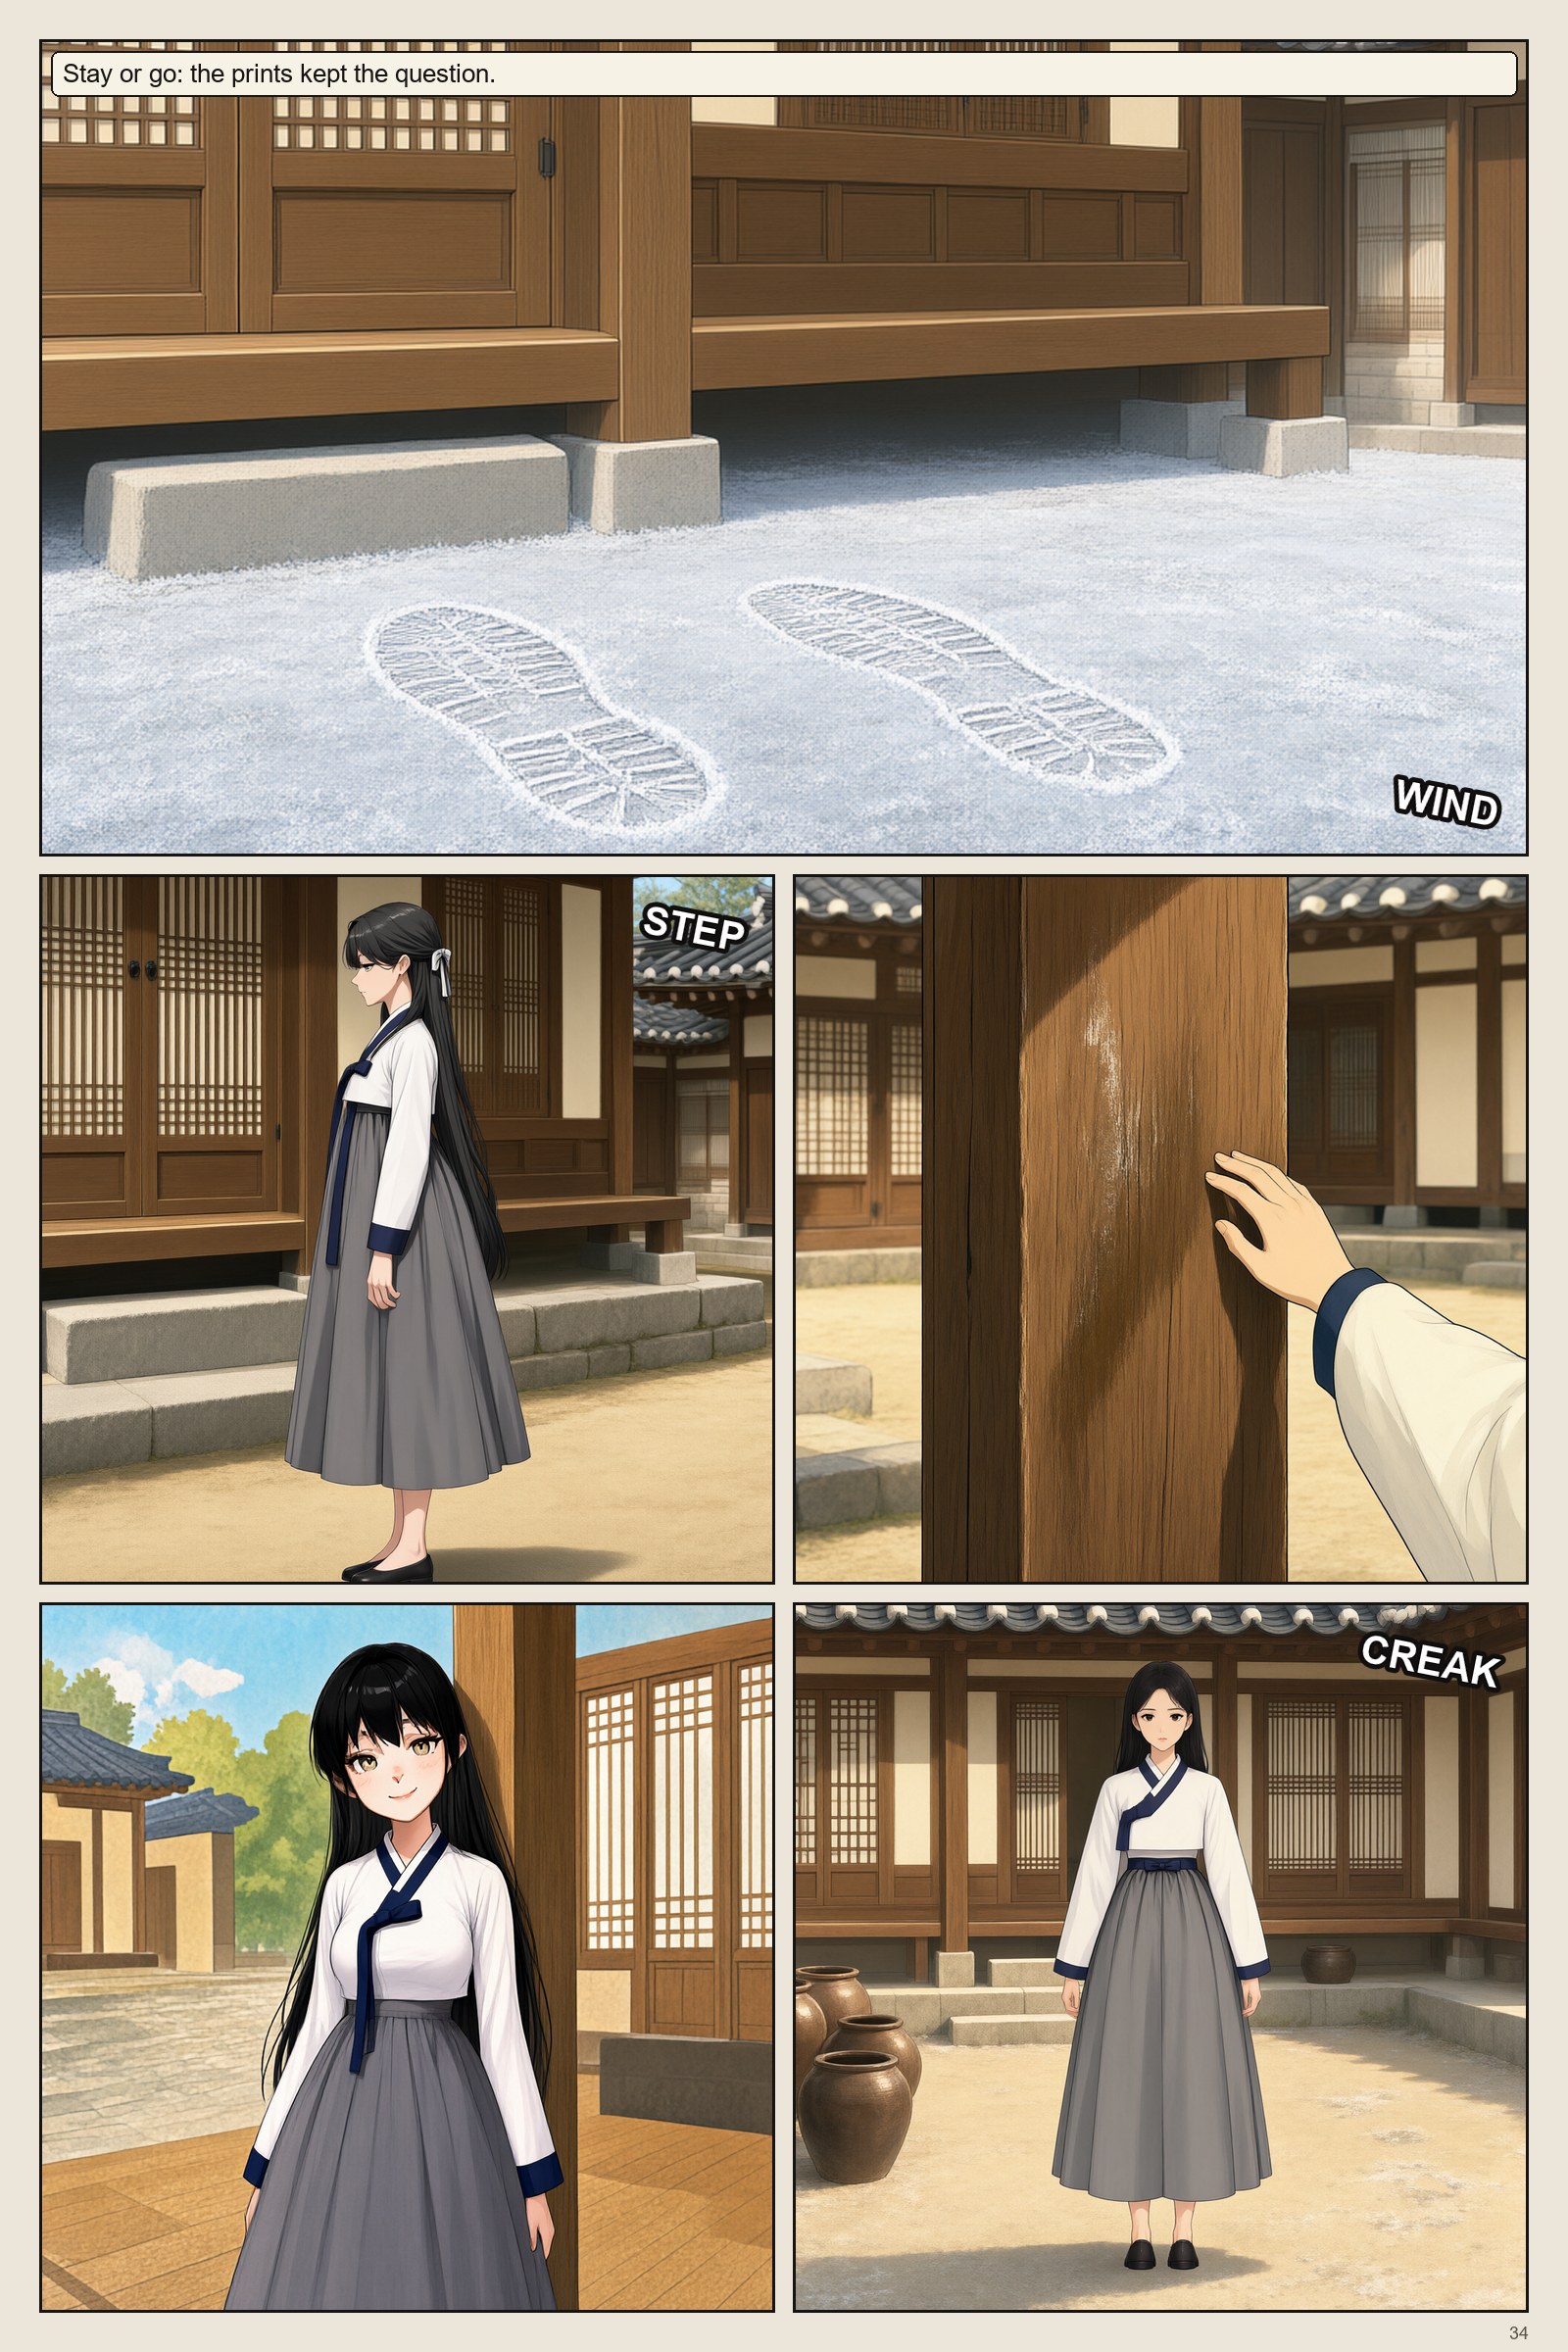 Stay or go: the prints kept the question.
WIND
STEP
CREAK
34